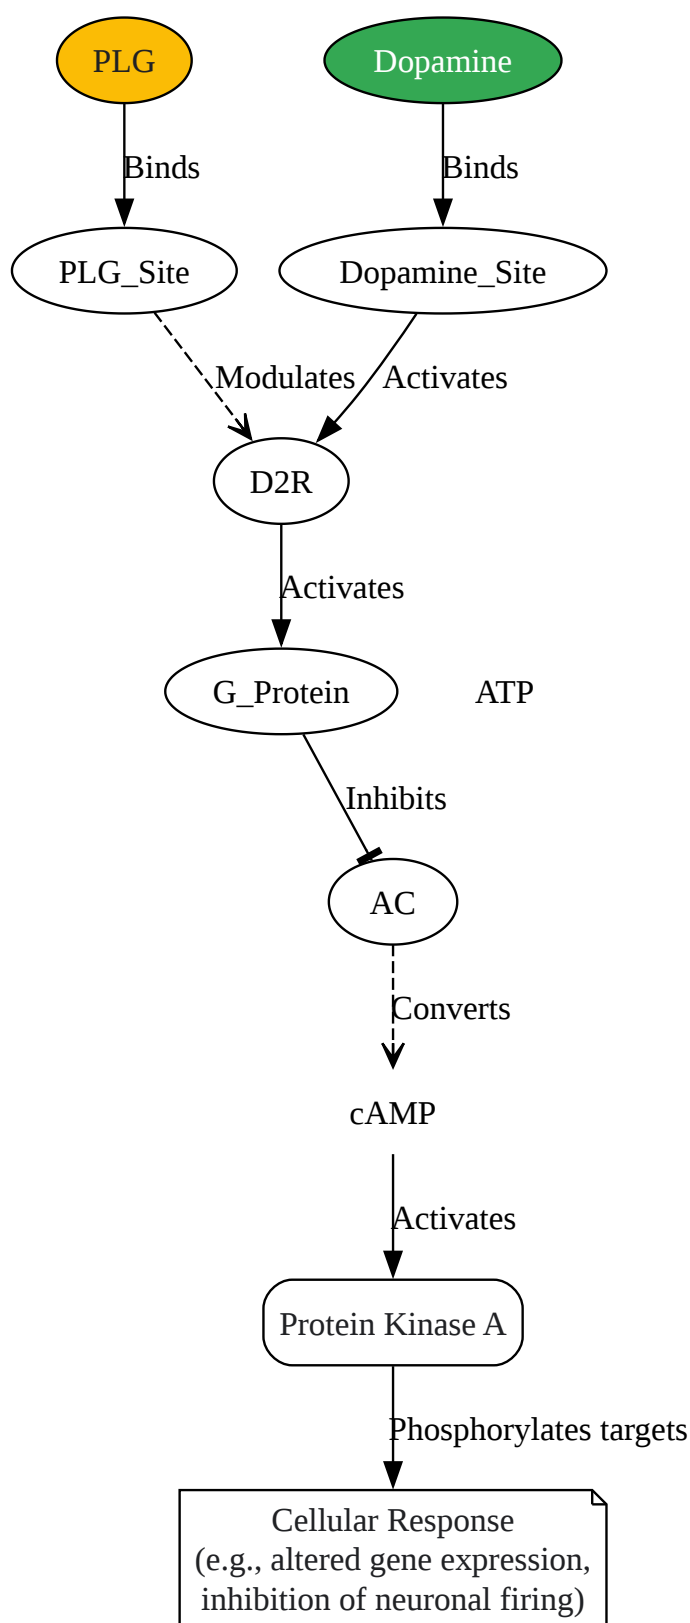 PLG
Dopamine
Binds
Binds
PLG_Site
Dopamine_Site
Modulates
Activates
D2R
Activates
G_Protein
ATP
Inhibits
AC
Converts
cAMP
Activates
Protein Kinase A
Phosphorylates targets
Cellular Response
(e.g., altered gene expression,
inhibition of neuronal firing)